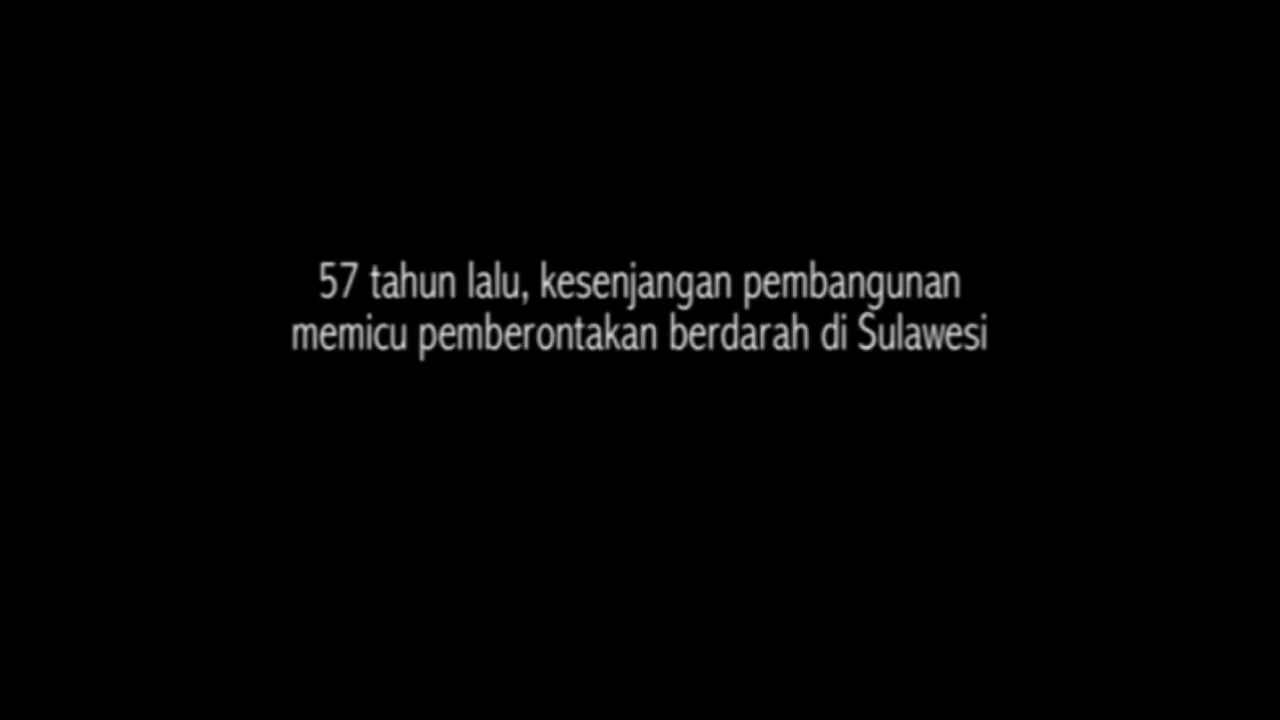 57 tahun lalu, kesenjangan pembangunan
memicu pemberontakan berdarah di Sulawesi